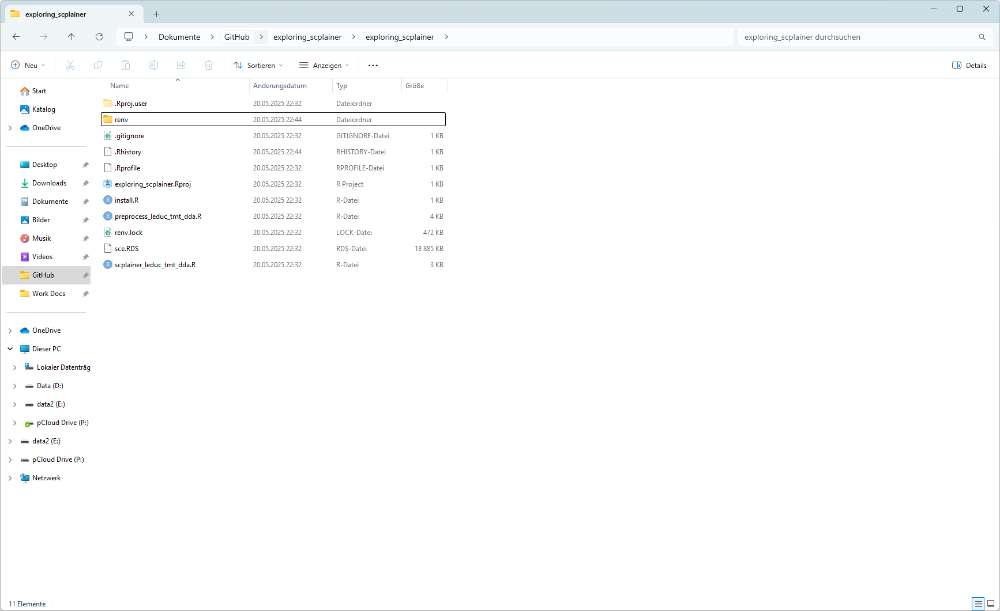 exploring_scplainer
Dokumente
GitHub
exploring_scplainer
exploring_scplainer
exploring_scplainer durchsuchen
Neu
Sortieren
Anzeigen
Details
Start
Katalog
OneDrive
Desktop
Downloads
Dokumente
Bilder
Musik
Videos
GitHub
Work Docs
OneDrive
Dieser PC
Lokaler Datenträg
Data (D:)
data2 (E:)
pCloud Drive (P:)
data2 (E:)
pCloud Drive (P:)
Netzwerk
Name Änderungsdatum Typ Größe
.Rproj.user 20.05.2025 22:32 Dateiordner
renv 20.05.2025 22:44 Dateiordner
.gitignore 20.05.2025 22:32 GITIGNORE-Datei 1 KB
.Rhistory 20.05.2025 22:44 RHISTORY-Datei 1 KB
.Rprofile 20.05.2025 22:32 RPROFILE-Datei 1 KB
exploring_scplainer.Rproj 20.05.2025 22:32 R Project 1 KB
install.R 20.05.2025 22:32 R-Datei 1 KB
preprocess_leduc_tmt_dda.R 20.05.2025 22:32 R-Datei 4 KB
renv.lock 20.05.2025 22:32 LOCK-Datei 472 KB
sce.RDS 20.05.2025 22:32 RDS-Datei 18 885 KB
scplainer_leduc_tmt_dda.R 20.05.2025 22:32 R-Datei 3 KB
11 Elemente